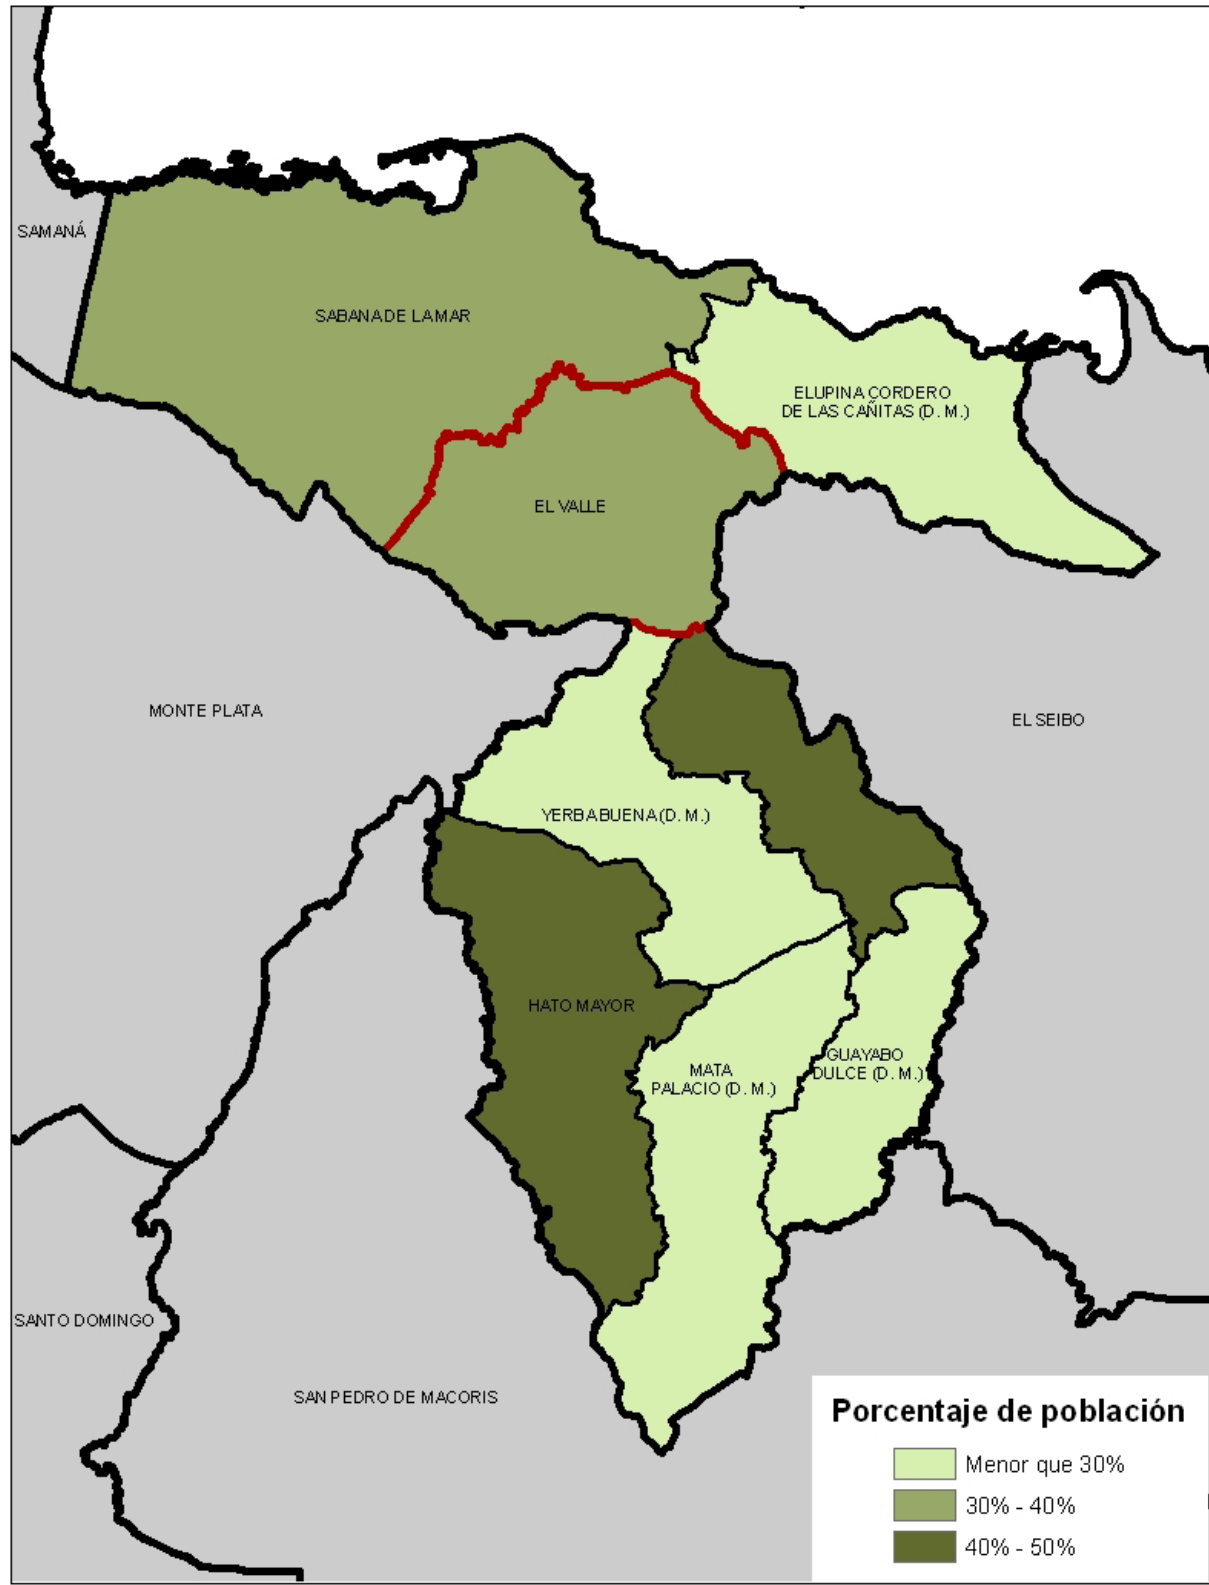 SAMANÁ
SABANA DE LA MAR
ELUPINA CORDERO
DE LAS CAÑITAS (D. M.)
EL VALLE
MONTE PLATA
EL SEIBO
YERBABUENA (D. M.)
HATO MAYOR
GUAYABO
DULCE (D. M.)
MATA
PALACIO (D. M.)
SANTO DOMINGO
SAN PEDRO DE MACORIS
Porcentaje de población
Menor que 30%
30% - 40%
40% - 50%